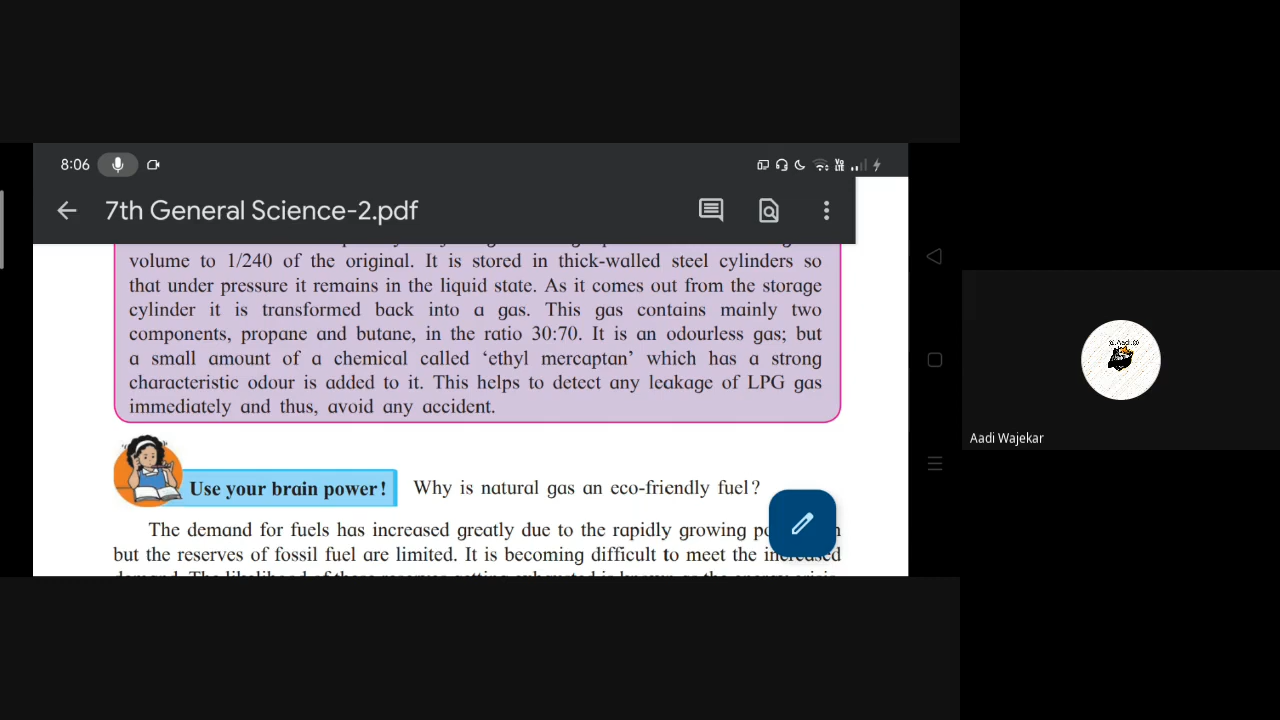 8:06
7th General Science-2.pdf
volume to 1/240 of the original. It is stored in thick-walled steel cylinders so
that under pressure it remains in the liquid state. As it comes out from the storage
cylinder it is transformed back into a gas. This gas contains mainly two
components, propane and butane, in the ratio 30:70. It is an odourless gas; but
a small amount of a chemical called ‘ethyl mercaptan’ which has a strong
characteristic odour is added to it. This helps to detect any leakage of LPG gas
immediately and thus, avoid any accident.
Use your brain power! Why is natural gas an eco-friendly fuel?
The demand for fuels has increased greatly due to the rapidly growing
but the reserves of fossil fuel are limited. It is becoming difficult to meet the increased
Aadi Wajekar